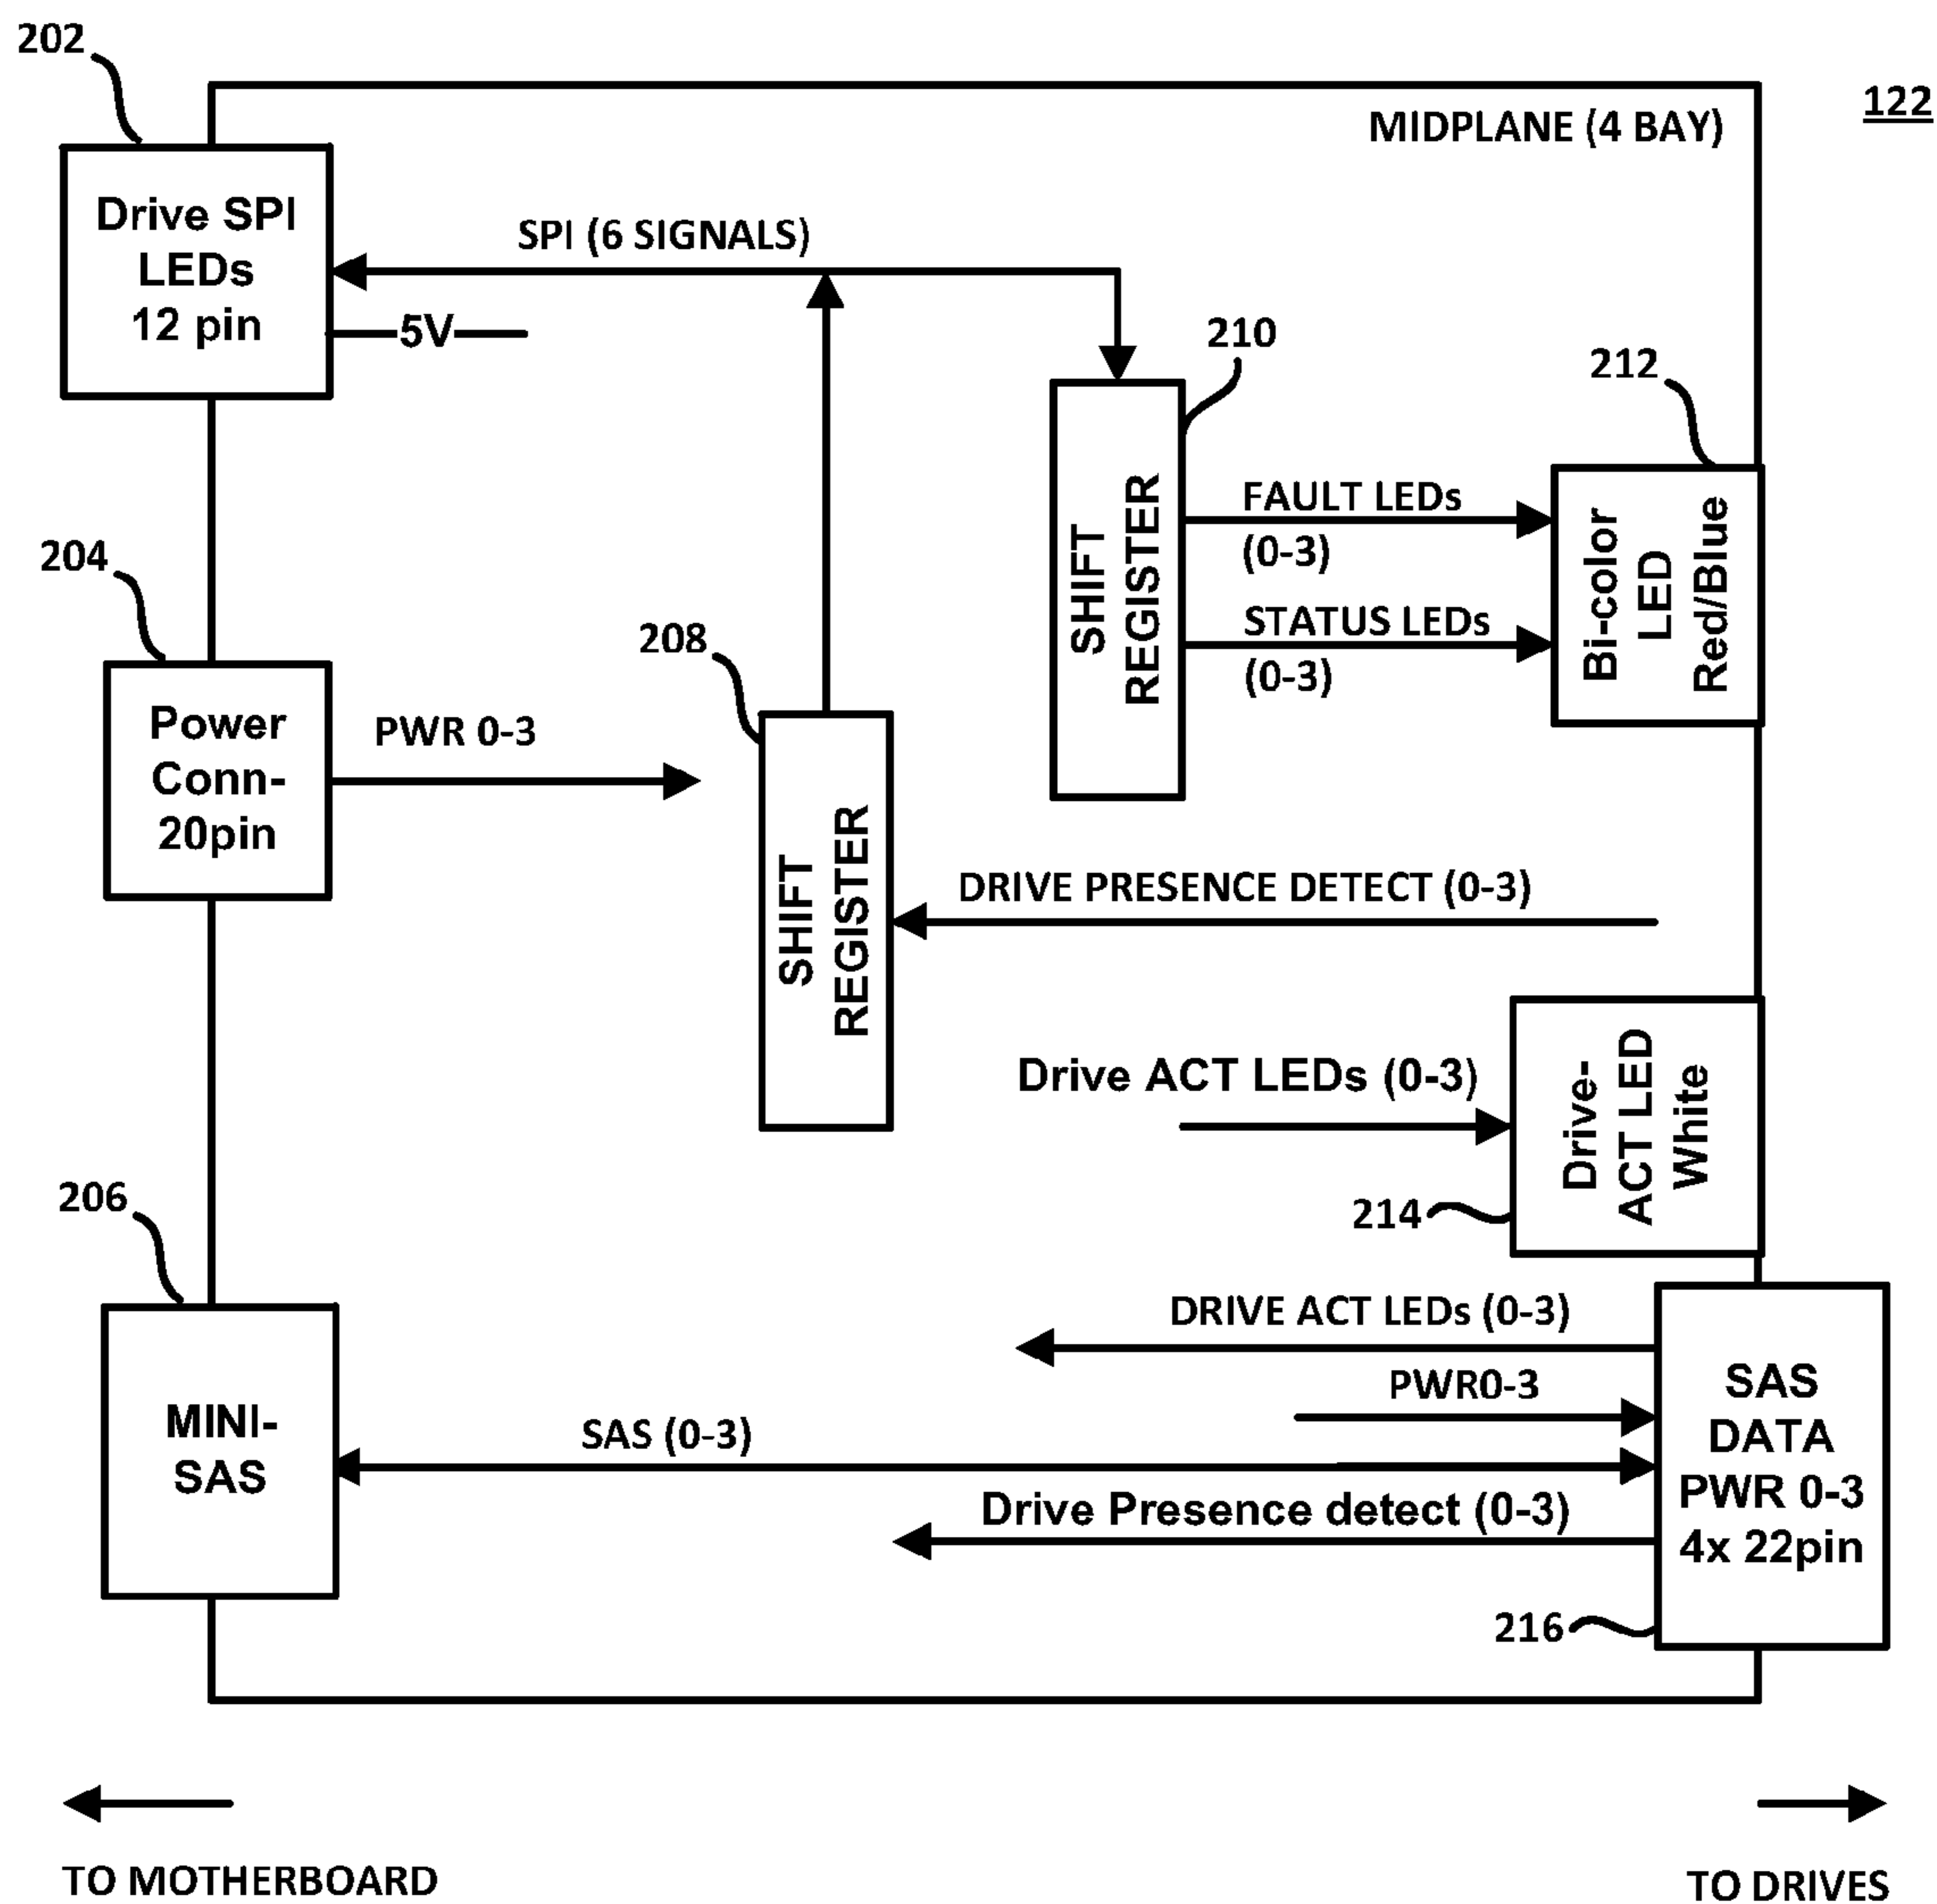 202
122
MIDPLANE (4 BAY)
Drive SPI
LEDs
12 pin
SPI (6 SIGNALS)
5V
210
212
SHIFT
REGISTER
FAULT LEDs
(0-3)
STATUS LEDs
(0-3)
Bi-color
LED
Red/Blue
204
Power
Conn-
20pin
PWR 0-3
208
SHIFT
REGISTER
DRIVE PRESENCE DETECT (0-3)
Drive ACT LEDs (0-3)
Drive-
ACT LED
White
214
206
MINI-
SAS
DRIVE ACT LEDs (0-3)
PWR0-3
SAS (0-3)
Drive Presence detect (0-3)
SAS
DATA
PWR 0-3
4x 22pin
216
TO MOTHERBOARD
TO DRIVES